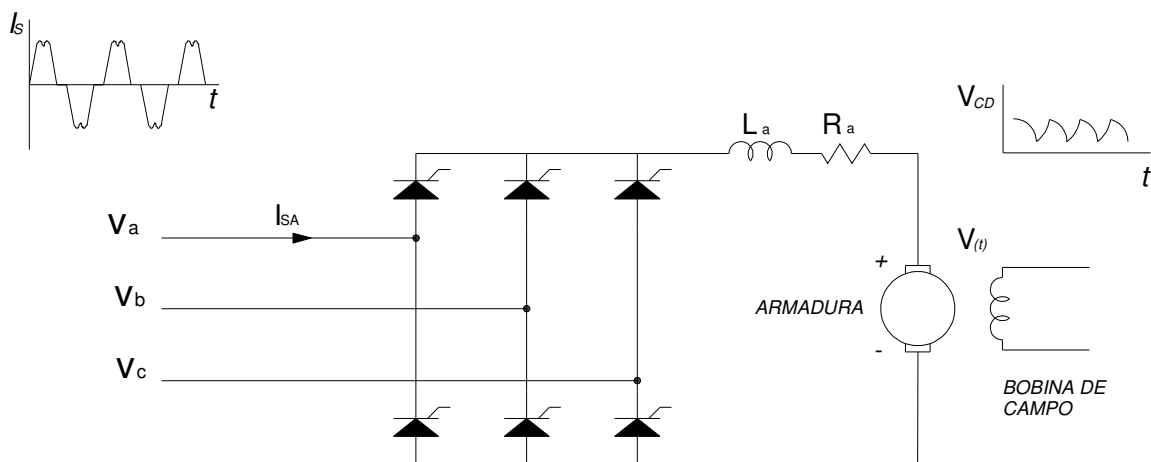 Is
t
VCD
t
La
Ra
Va
ISA
Vb
Vc
V(t)
+
ARMADURA
-
BOBINA DE
CAMPO